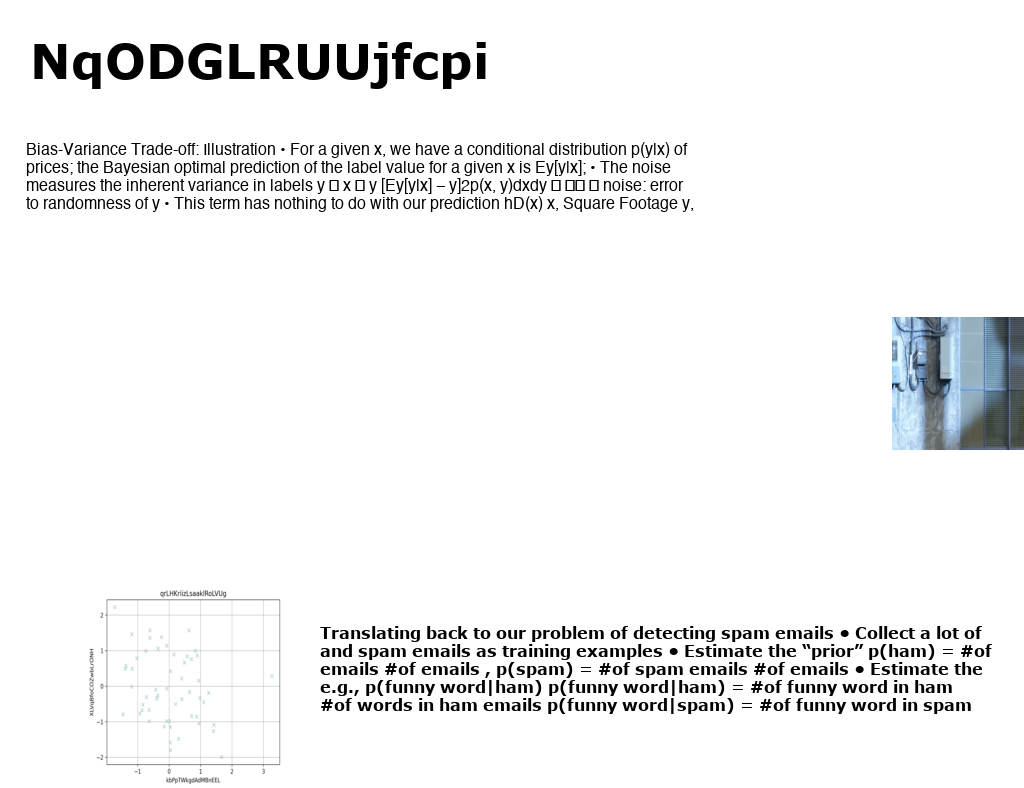 NqODGLRUUjfcpi
Bias-Variance Trade-off: Illustration • For a given x, we have a conditional distribution p(y|x) of
prices; the Bayesian optimal prediction of the label value for a given x is Ey[y|x]; • The noise
measures the inherent variance in labels y □ x □ y [Ey[y|x] – y]2p(x, y)dxdy □ □□ □ noise: error
to randomness of y • This term has nothing to do with our prediction hD(x) x, Square Footage y,
Translating back to our problem of detecting spam emails • Collect a lot of
and spam emails as training examples • Estimate the “prior” p(ham) = #of
emails #of emails , p(spam) = #of spam emails #of emails • Estimate the
e.g., p(funny word|ham) p(funny word|ham) = #of funny word in ham
#of words in ham emails p(funny word|spam) = #of funny word in spam
2
1
0
−1
−2
−1 0 1 2 3